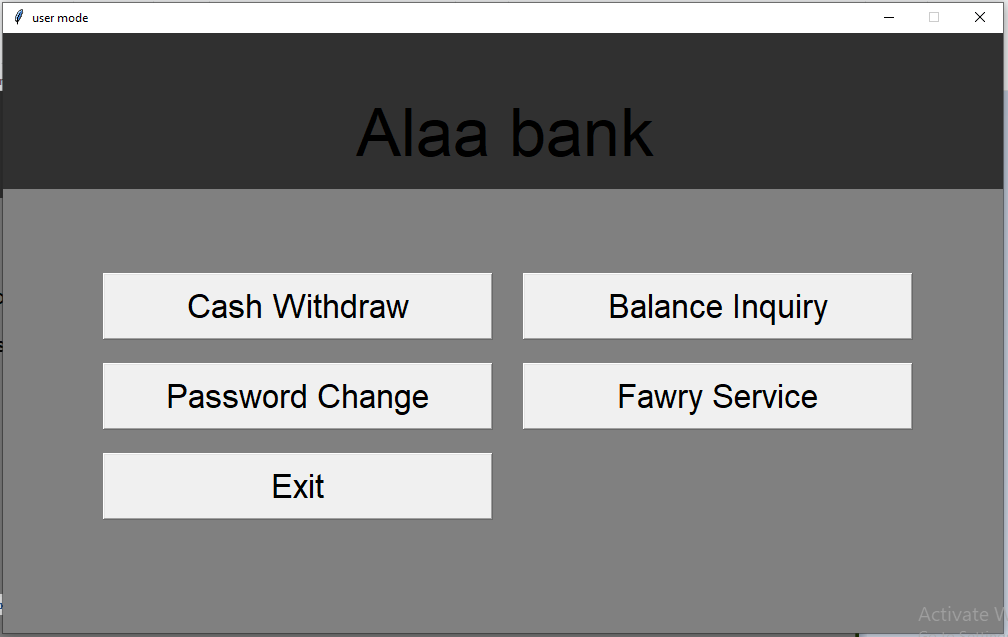 user mode
Alaa bank
Cash Withdraw
Balance Inquiry
Password Change
Fawry Service
Exit
Activate